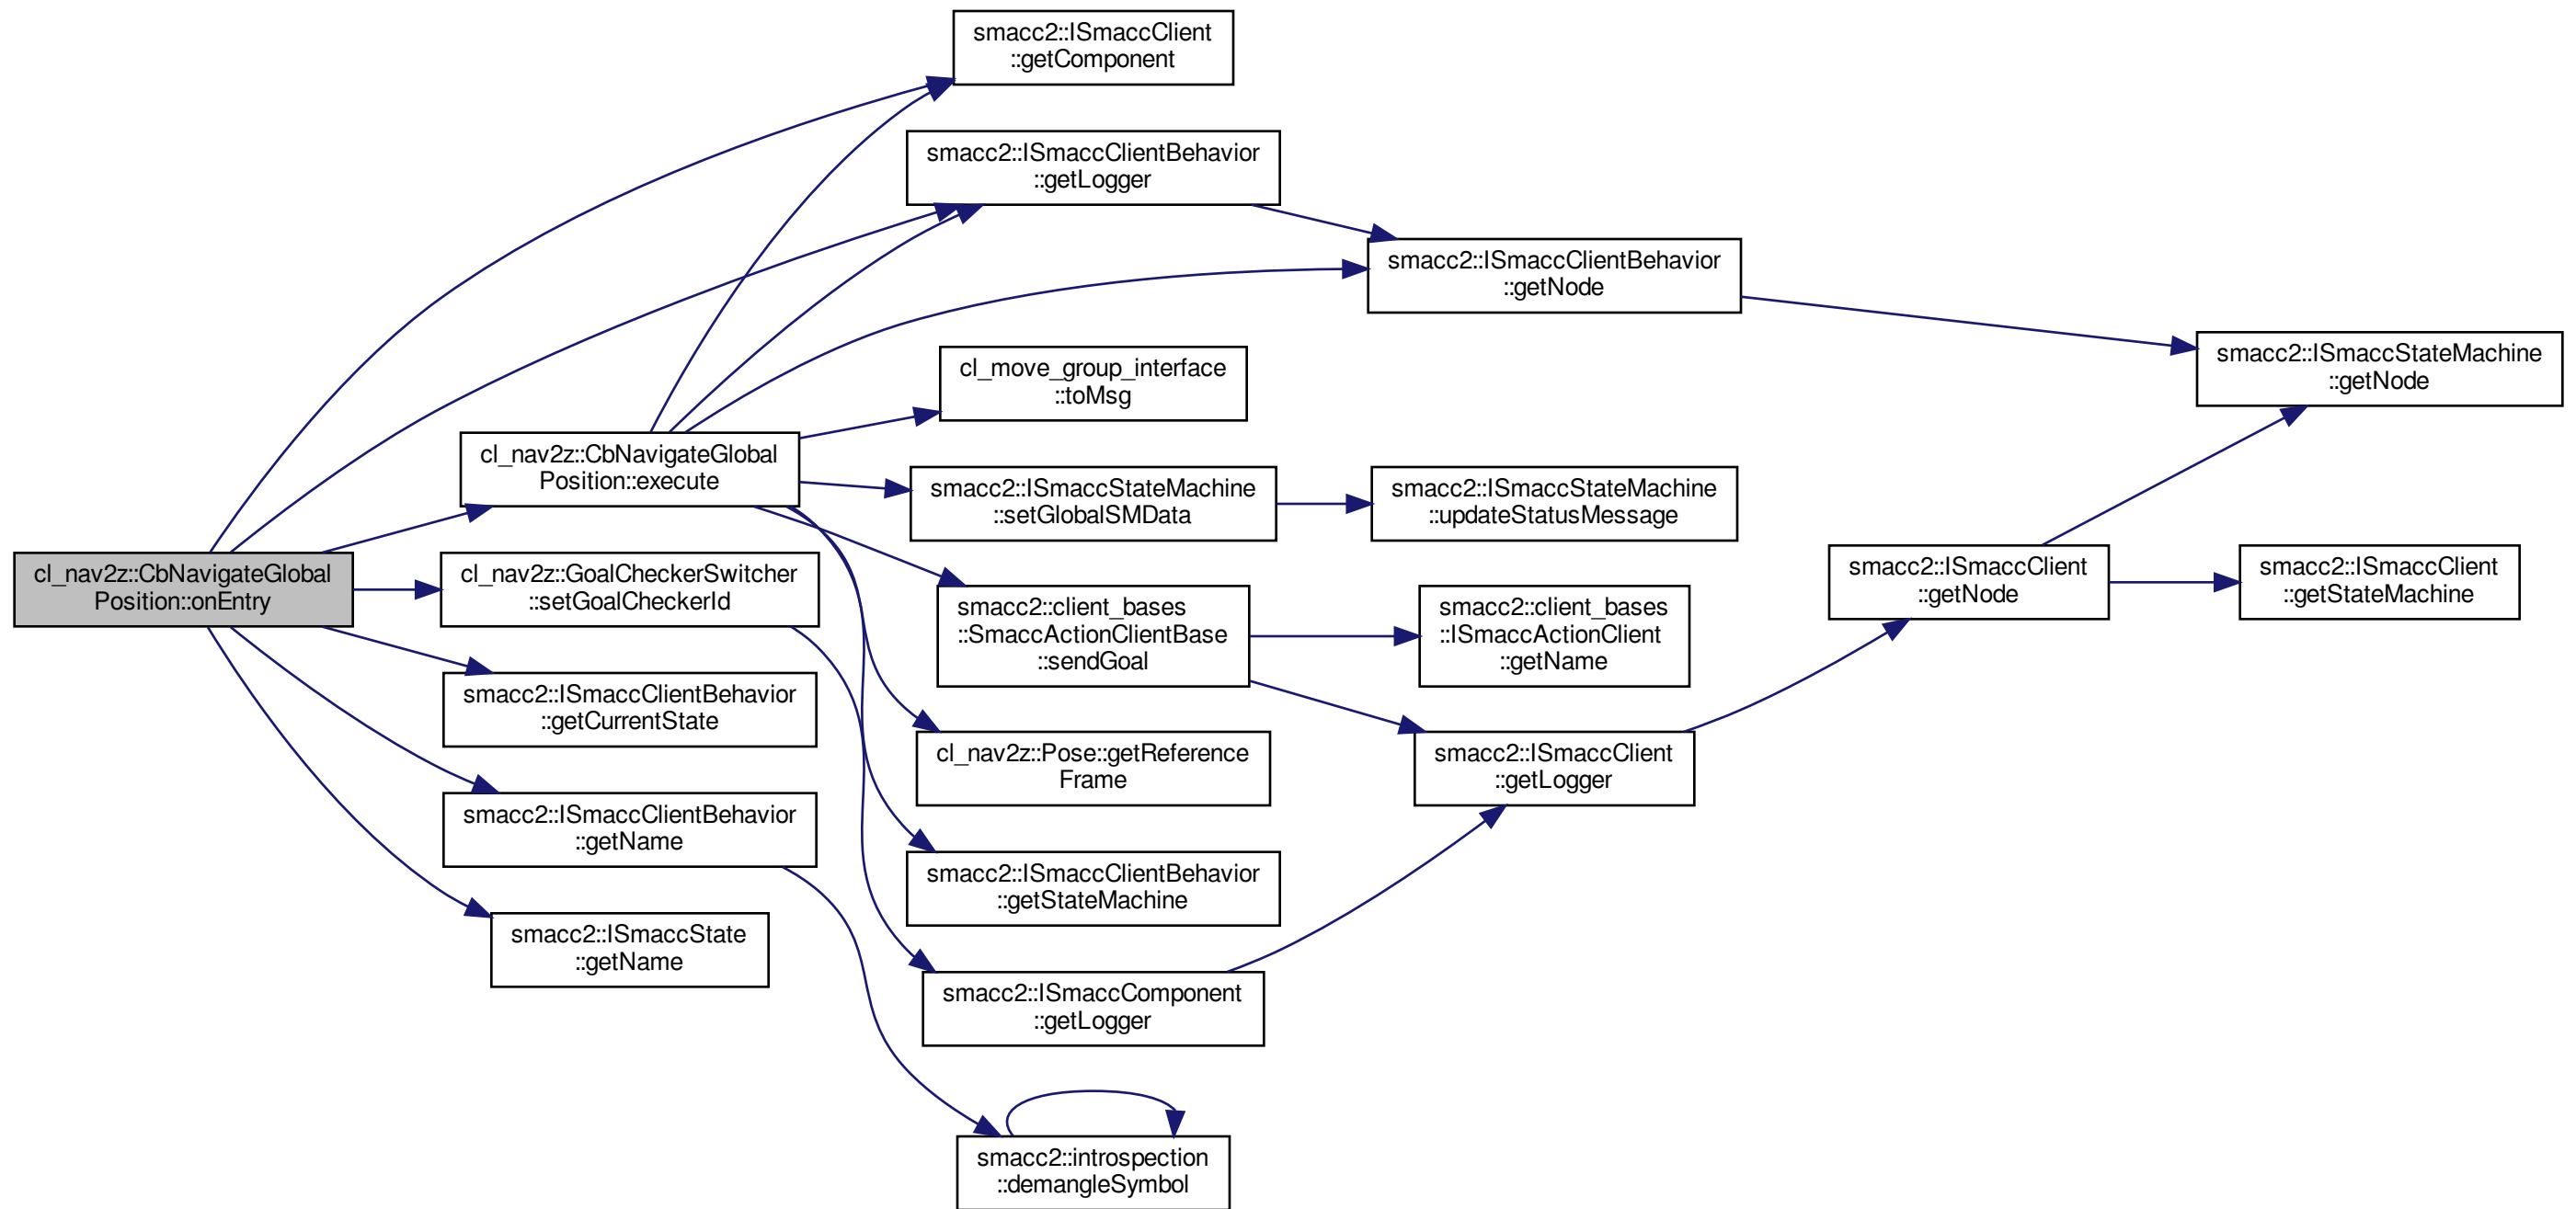 smacc2::ISmaccClient
::getComponent
smacc2::ISmaccClientBehavior
::getLogger
smacc2::ISmaccClientBehavior
::getNode
smacc2::ISmaccStateMachine
::getNode
cl_move_group_interface
::toMsg
cl_nav2z::CbNavigateGlobal
Position::execute
smacc2::ISmaccStateMachine
::setGlobalSMData
smacc2::ISmaccStateMachine
::updateStatusMessage
cl_nav2z::CbNavigateGlobal
Position::onEntry
cl_nav2z::GoalCheckerSwitcher
::setGoalCheckerId
smacc2::client_bases
::SmaccActionClientBase
::sendGoal
smacc2::client_bases
::ISmaccActionClient
::getName
smacc2::ISmaccClient
::getNode
smacc2::ISmaccClient
::getStateMachine
smacc2::ISmaccClientBehavior
::getCurrentState
cl_nav2z::Pose::getReference
Frame
smacc2::ISmaccClient
::getLogger
smacc2::ISmaccClientBehavior
::getName
smacc2::ISmaccClientBehavior
::getStateMachine
smacc2::ISmaccState
::getName
smacc2::ISmaccComponent
::getLogger
smacc2::introspection
::demangleSymbol